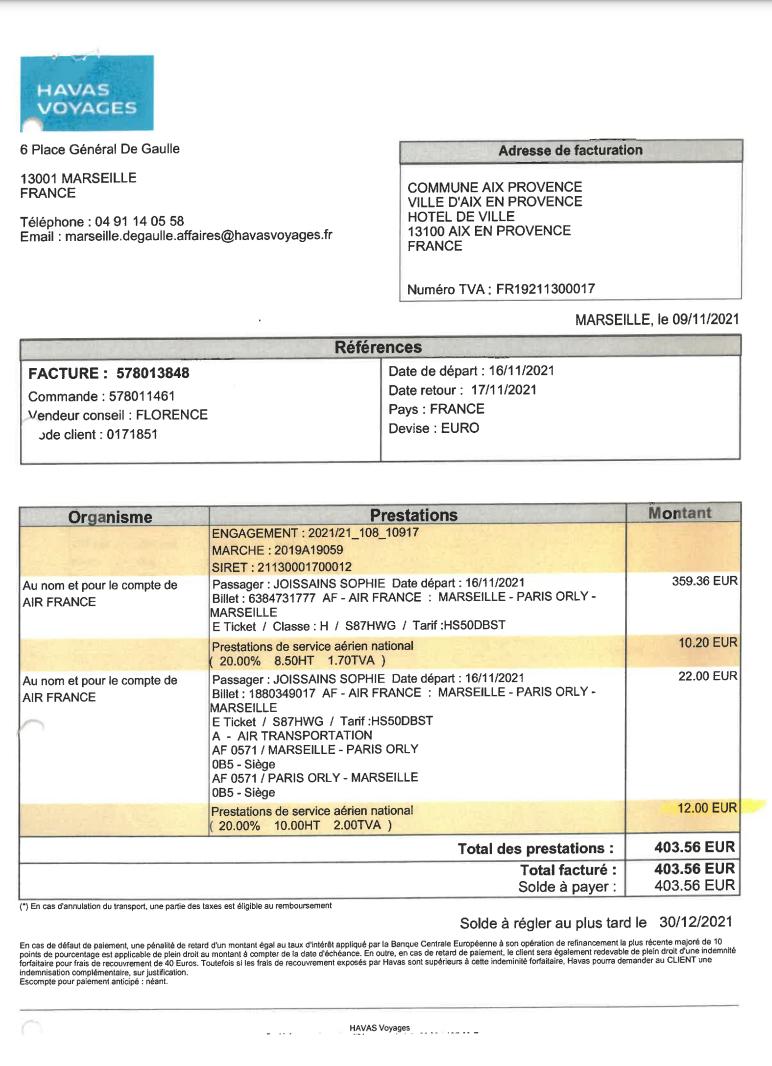 HAVAS
VOYAGES
6 Place Général De Gaulle
13001 MARSEILLE
FRANCE
Téléphone : 04 91 14 05 58
Email : marseille.degaulle.affaires@havasvoyages.fr
Adresse de facturation
COMMUNE AIX PROVENCE
VILLE D'AIX EN PROVENCE
HOTEL DE VILLE
13100 AIX EN PROVENCE
FRANCE
Numéro TVA : FR19211300017
MARSEILLE, le 09/11/2021
Références
FACTURE : 578013848
Commande : 578011461
Vendeur conseil : FLORENCE
ode client : 0171851
Date de départ : 16/11/2021
Date retour : 17/11/2021
Pays : FRANCE
Devise : EURO
Organisme Prestations Montant
ENGAGEMENT : 2021/21_108_10917
MARCHE : 2019A19059
SIRET : 21130001700012
Au nom et pour le compte de
AIR FRANCE
Passager : JOISSAINS SOPHIE Date départ : 16/11/2021
Billet : 6384731777 AF - AIR FRANCE : MARSEILLE - PARIS ORLY -
MARSEILLE
E Ticket / Classe : H / S87HWG / Tarif :HS50DBST
359.36 EUR
Prestations de service aérien national
( 20.00% 8.50HT 1.70TVA )
10.20 EUR
Au nom et pour le compte de
AIR FRANCE
Passager : JOISSAINS SOPHIE Date départ : 16/11/2021
Billet : 1880349017 AF - AIR FRANCE : MARSEILLE - PARIS ORLY -
MARSEILLE
E Ticket / S87HWG / Tarif :HS50DBST
A - AIR TRANSPORTATION
AF 0571 / MARSEILLE - PARIS ORLY
0B5 - Siège
AF 0571 / PARIS ORLY - MARSEILLE
0B5 - Siège
22.00 EUR
Prestations de service aérien national
( 20.00% 10.00HT 2.00TVA )
12.00 EUR
Total des prestations : 403.56 EUR
Total facturé : 403.56 EUR
Solde à payer : 403.56 EUR
(*) En cas d'annulation du transport, une partie des taxes est éligible au remboursement
Solde à régler au plus tard le 30/12/2021
En cas de défaut de paiement, une pénalité de retard d'un montant égal au taux d'intérêt appliqué par la Banque Centrale Européenne à son opération de refinancement la plus récente majoré de 10
points de pourcentage est applicable de plein droit au montant à compter de la date d'échéance. En outre, en cas de retard de paiement, le client sera également redevable de plein droit d'une indemnité
forfaitaire pour frais de recouvrement de 40 Euros. Toutefois si les frais de recouvrement exposés par Havas sont supérieurs à cette indeminité forfaitaire, Havas pourra demander au CLIENT une
indemnisation complémentaire, sur justification.
Escompte pour paiement anticipé : néant.
HAVAS Voyages